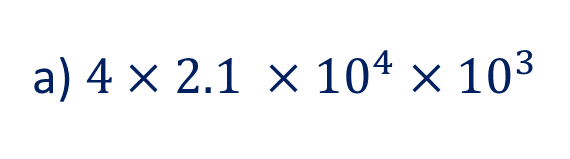 a) 4 × 2.1 × 10⁴ × 10³